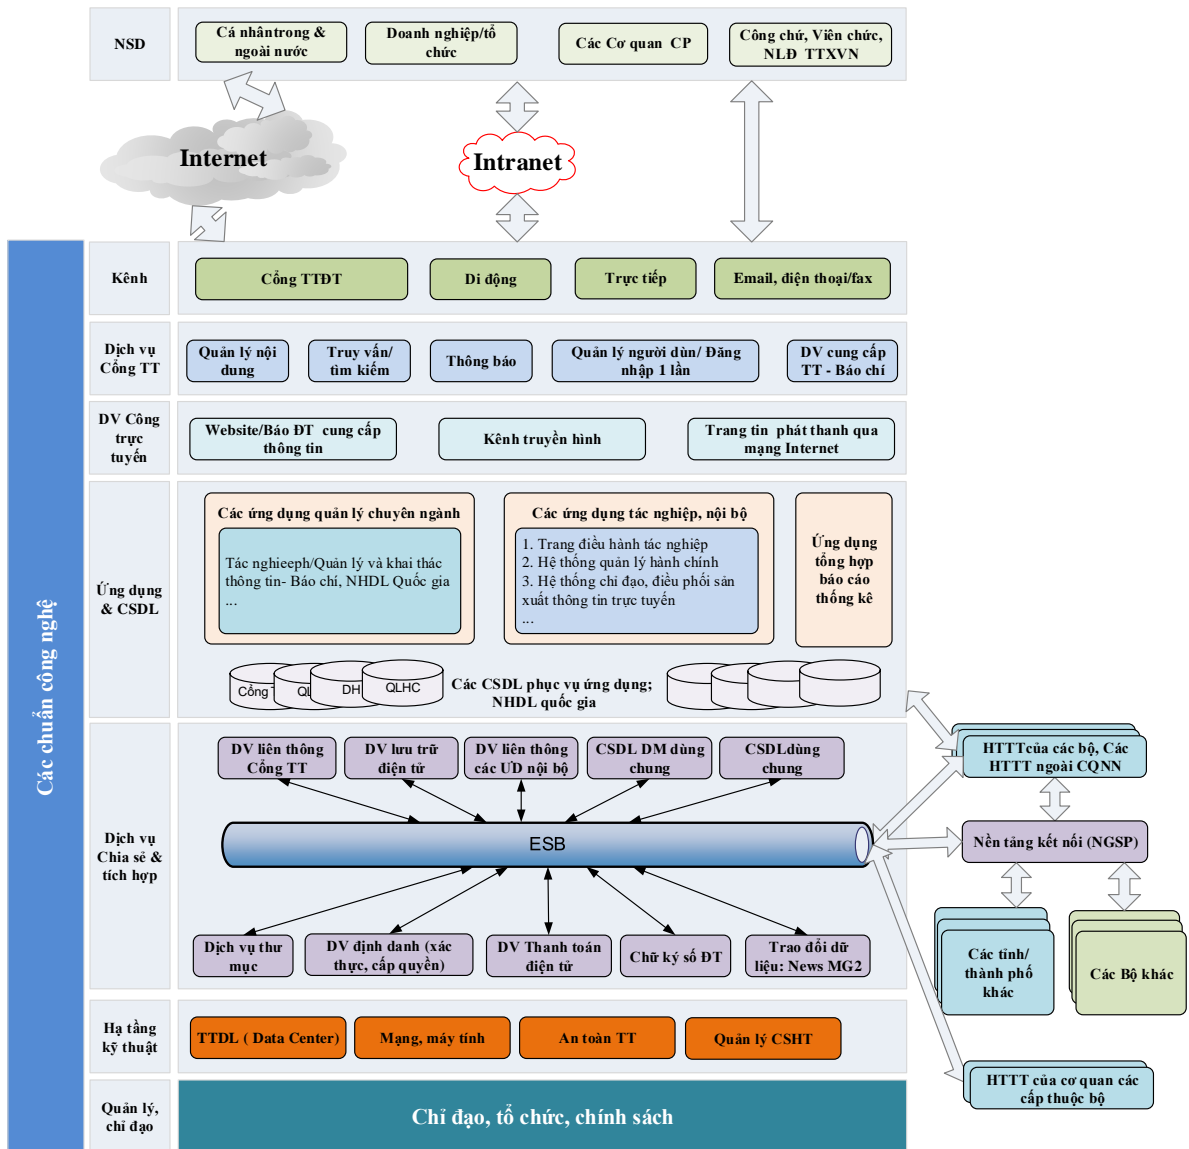 NSD
Cá nhântrong &
ngoài nước
Doanh nghiệp/tổ
chức
Các Cơ quan CP
Công chứ, Viên chức,
NLĐ TTXVN
Internet
Intranet
Các chuẩn công nghệ
Kênh
Cổng TTĐT
Di động
Trực tiếp
Email, điện thoại/fax
Dịch vụ
Cổng TT
Quản lý nội
dung
Truy vấn/
tìm kiếm
Thông báo
Quản lý người dùn/ Đăng
nhập 1 lần
DV cung cấp
TT - Báo chí
DV Công
trực
tuyến
Website/Báo ĐT cung cấp
thông tin
Kênh truyền hình
Trang tin phát thanh qua
mạng Internet
Ứng dụng
& CSDL
Các ứng dụng quản lý chuyên ngành
Tác nghieeph/Quản lý và khai thác
thông tin- Báo chí, NHDL Quốc gia
...
Các ứng dụng tác nghiệp, nội bộ
1. Trang điều hành tác nghiệp
2. Hệ thống quản lý hành chính
3. Hệ thống chỉ đạo, điều phối sản
xuất thông tin trực tuyến
...
Ứng dụng
tổng hợp
báo cáo
thống kê
Cổng
QL
DH
QLHC
Các CSDL phục vụ ứng dụng;
NHDL quốc gia
Dịch vụ
Chia sẻ &
tích hợp
DV liên thông
Cổng TT
DV lưu trữ
điện tử
DV liên thông
các ƯD nội bộ
CSDL DM dùng
chung
CSDLdùng
chung
ESB
Dịch vụ thư
mục
DV định danh (xác
thực, cấp quyền)
DV Thanh toán
điện tử
Chữ ký số ĐT
Trao đổi dữ
liệu: News MG2
HTTTcủa các bộ, Các
HTTT ngoài CQNN
Nền tảng kết nối (NGSP)
Các tỉnh/
thành phố
khác
Các Bộ khác
HTTT của cơ quan các
cấp thuộc bộ
Hạ tầng
kỹ thuật
TTDL ( Data Center)
Mạng, máy tính
An toàn TT
Quản lý CSHT
Quản lý,
chỉ đạo
Chỉ đạo, tổ chức, chính sách